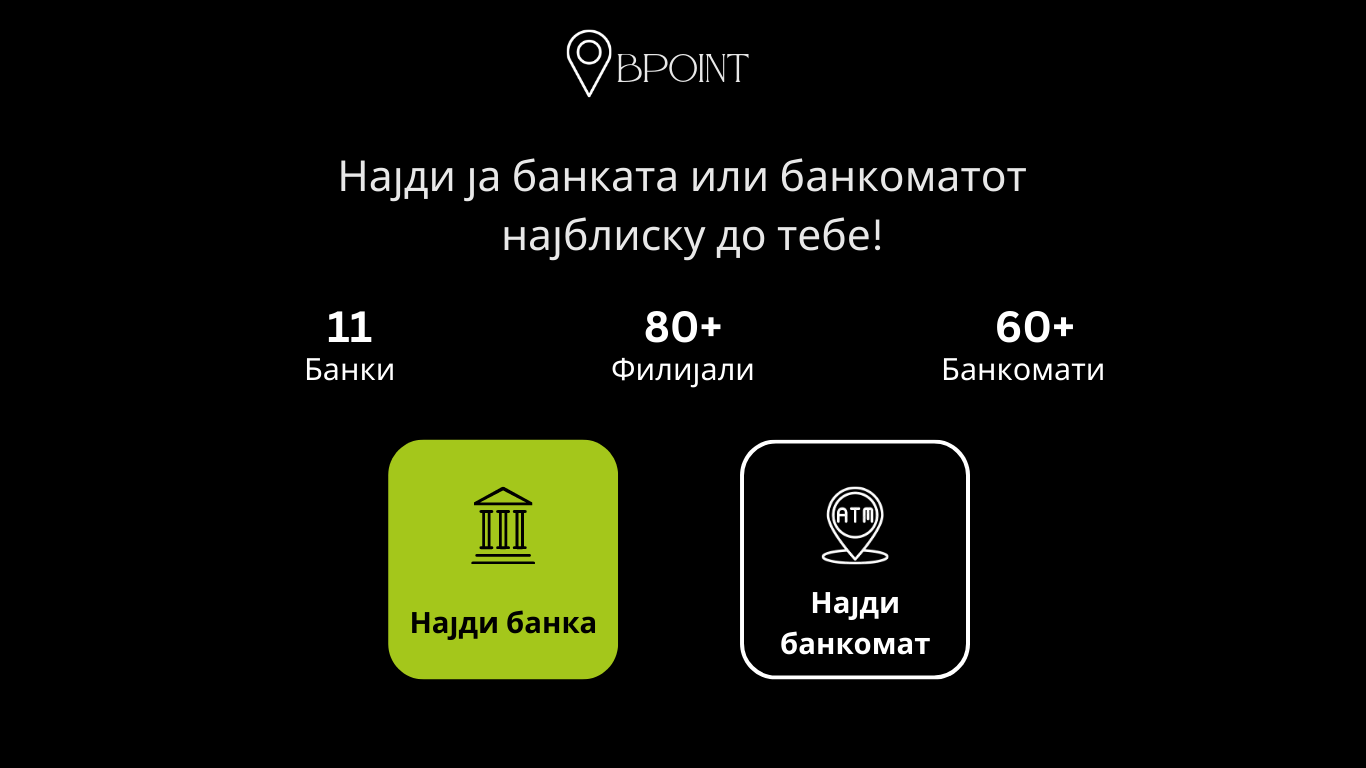 BPOINT
Најди ја банката или банкоматот
најблиску до тебе!
11
Банки
80+
Филијали
60+
Банкомати
Најди банка
ATM
Најди
банкомат